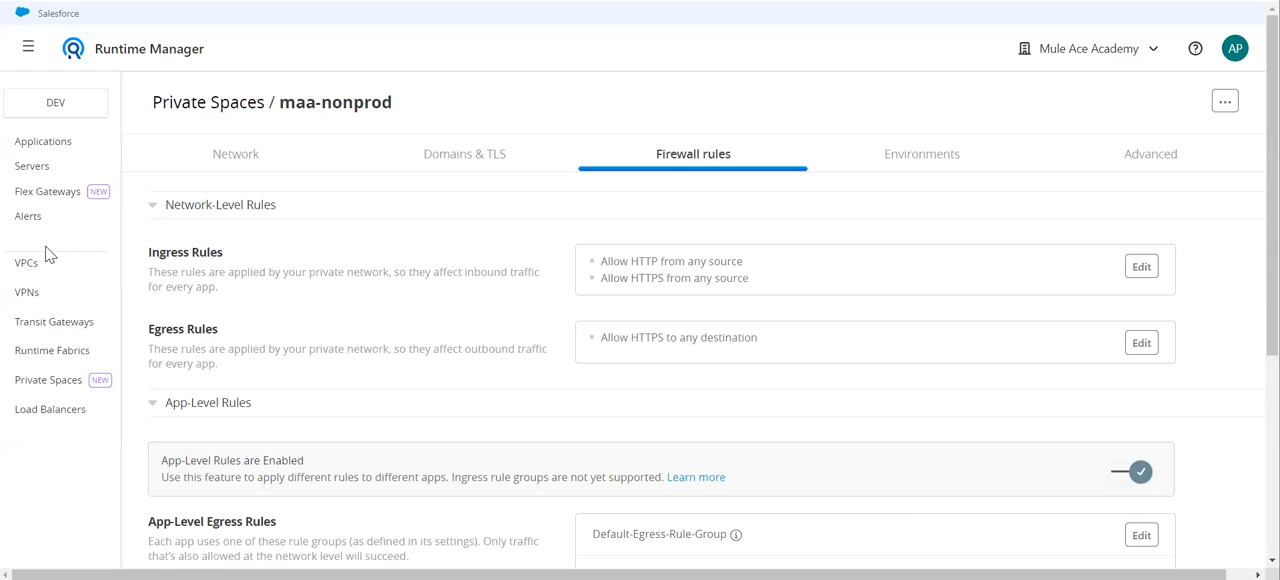 Salesforce
Runtime Manager
Mule Ace Academy
AP
DEV
Applications
Servers
Flex Gateways NEW
Alerts
VPCs
VPNs
Transit Gateways
Runtime Fabrics
Private Spaces NEW
Load Balancers
Private Spaces / maa-nonprod
...
Network
Domains & TLS
Firewall rules
Environments
Advanced
Network-Level Rules
Ingress Rules
These rules are applied by your private network, so they affect inbound traffic
for every app.
Allow HTTP from any source
Allow HTTPS from any source
Edit
Egress Rules
These rules are applied by your private network, so they affect outbound traffic
for every app.
Allow HTTPS to any destination
Edit
App-Level Rules
App-Level Rules are Enabled
Use this feature to apply different rules to different apps. Ingress rule groups are not yet supported. Learn more
App-Level Egress Rules
Each app uses one of these rule groups (as defined in its settings). Only traffic
that's also allowed at the network level will succeed.
Default-Egress-Rule-Group
Edit